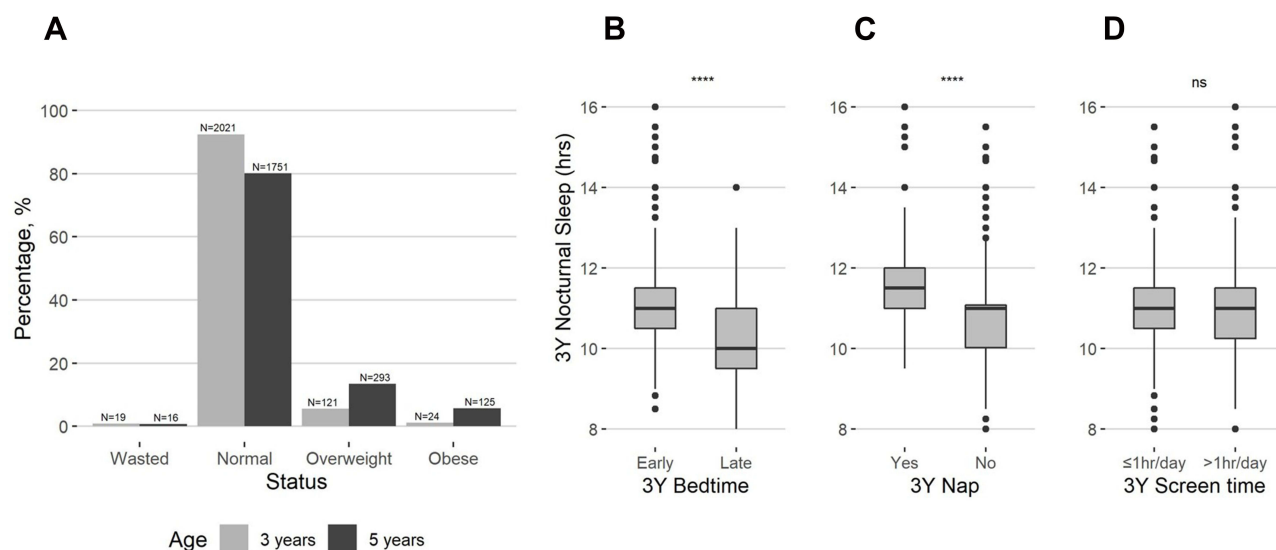 A
B
C
D
****
****
ns
Percentage, %
100
80
60
40
20
0
N=19
N=16
N=2021
N=1751
N=121
N=293
N=24
N=125
Wasted
Normal
Overweight
Obese
Status
Age
3 years
5 years
3Y Nocturnal Sleep (hrs)
16
14
12
10
8
Early
Late
3Y Bedtime
16
14
12
10
8
Yes
No
3Y Nap
16
14
12
10
8
≤1hr/day
>1hr/day
3Y Screen time